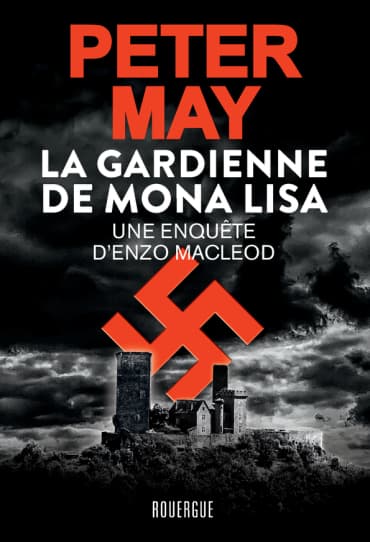 PETER
MAY
LA GARDIENNE
DE MONA LISA
UNE ENQUÊTE
D'ENZO MACLEOD
ROUERGUE